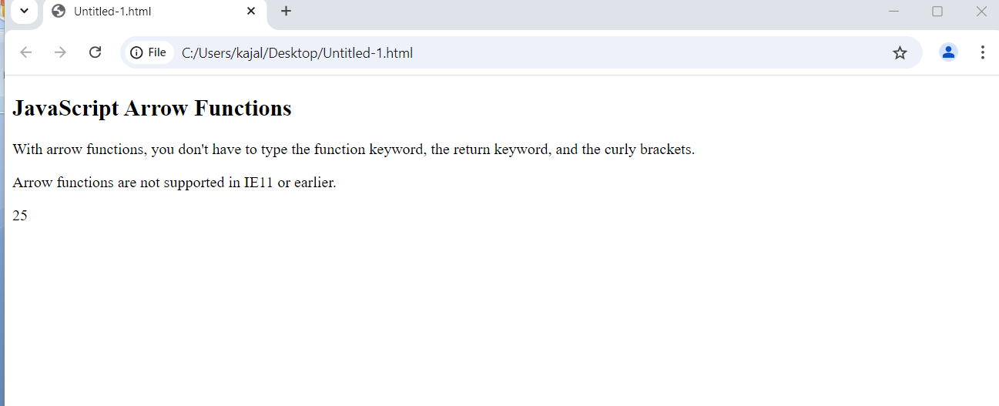 Untitled-1.html
File C:/Users/kajal/Desktop/Untitled-1.html
JavaScript Arrow Functions
With arrow functions, you don't have to type the function keyword, the return keyword, and the curly brackets.
Arrow functions are not supported in IE11 or earlier.
25